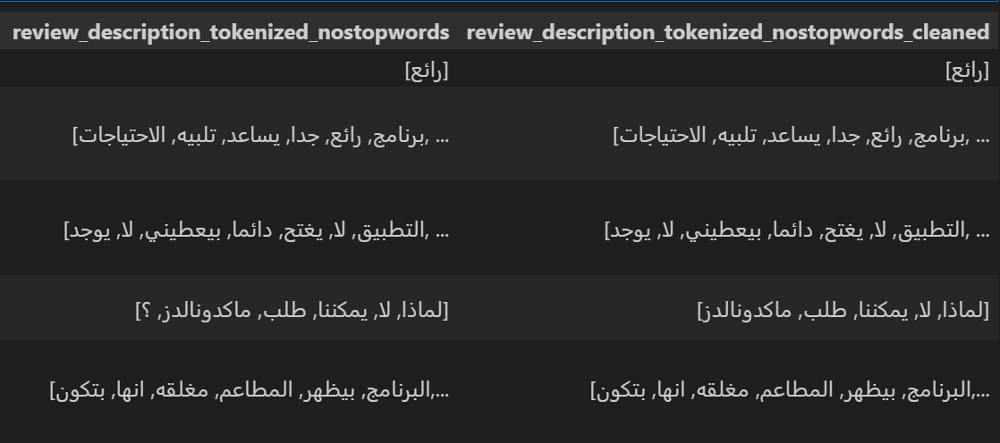 review_description_tokenized_nostopwords review_description_tokenized_nostopwords_cleaned
[رائع] [رائع]
[برنامج, رائع, جدا, يساعد, تلبيه, الاحتياجات, ... [برنامج, رائع, جدا, يساعد, تلبيه, الاحتياجات, ...
[التطبيق, لا, يغتح, دائما, بيعطيني, لا, يوجد, ... [التطبيق, لا, يغتح, دائما, بيعطيني, لا, يوجد, ...
[لماذا, لا, يمكننا, طلب, ماكدونالدز, ؟] [لماذا, لا, يمكننا, طلب, ماكدونالدز]
[البرنامج, بيظهر, المطاعم, مغلقه, انها, بتكون,... [البرنامج, بيظهر, المطاعم, مغلقه, انها, بتكون,...